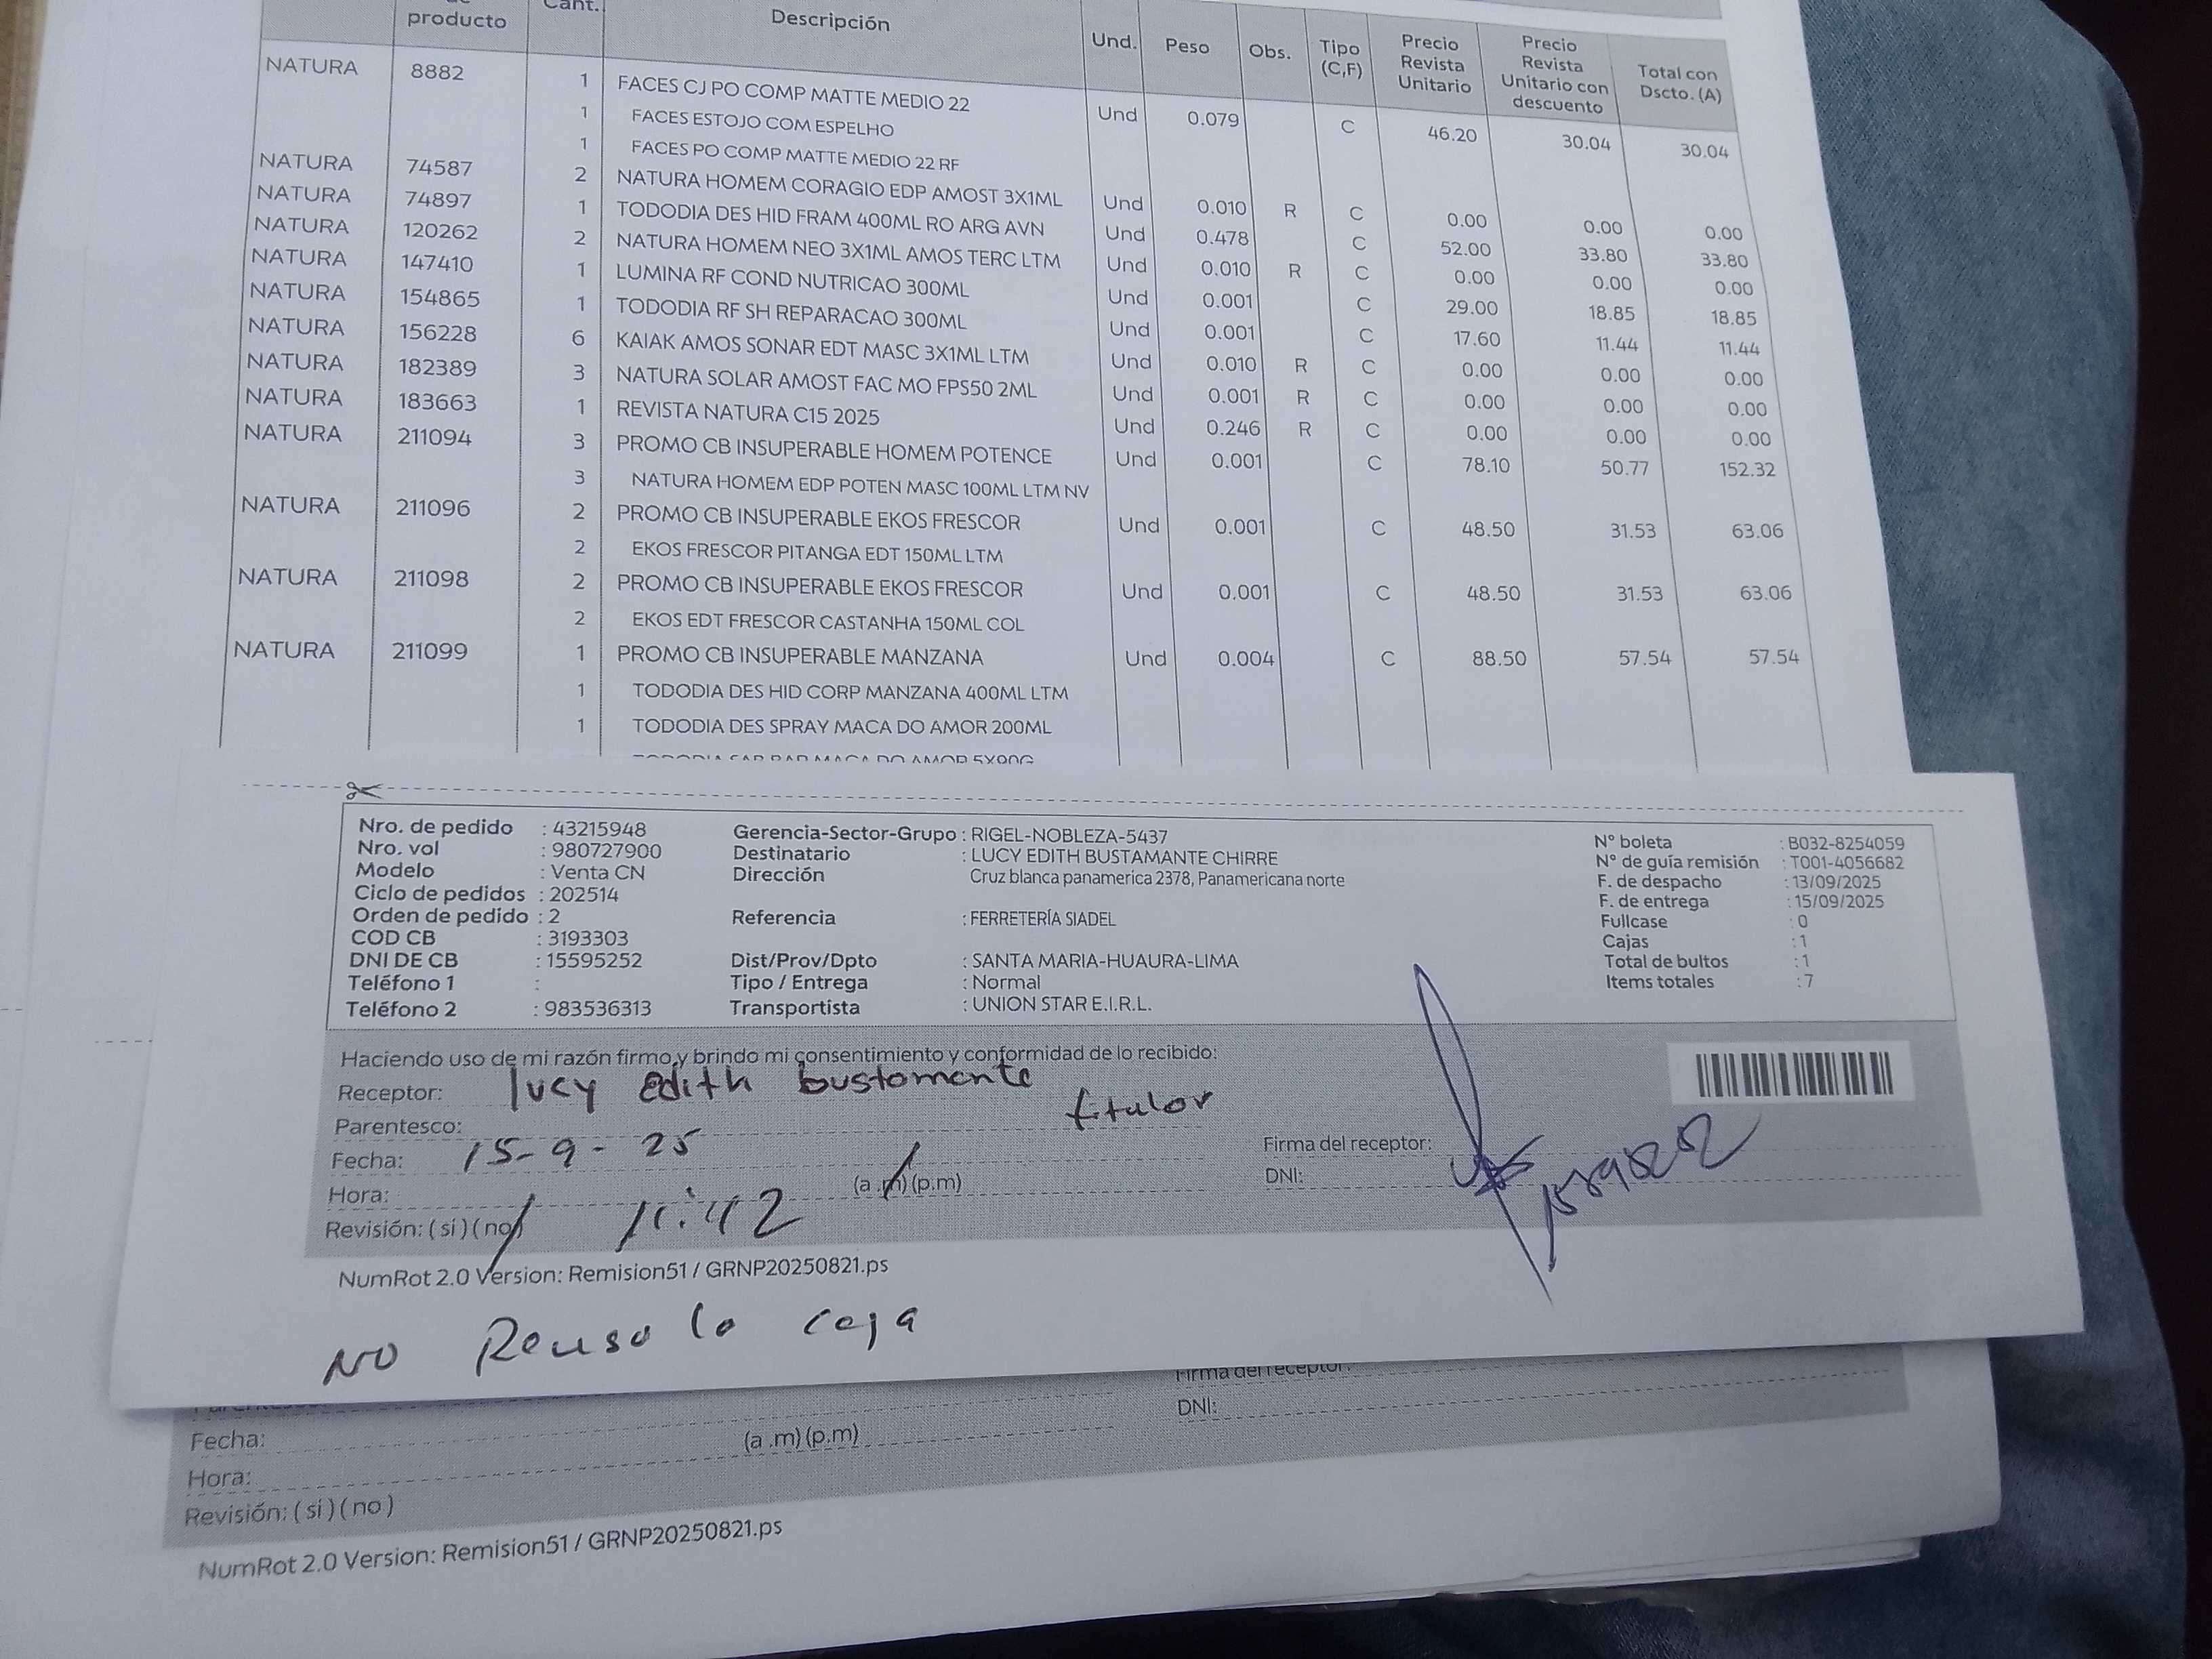 producto Cant. Descripción Und. Peso Obs. Tipo (C,F) Precio Revista Unitario Precio Revista Unitario con descuento Total con Dscto. (A)
NATURA 8882 1 FACES CJ PO COMP MATTE MEDIO 22 Und 0.079 C 46.20 30.04 30.04
1 FACES ESTOJO COM ESPELHO
1 FACES PO COMP MATTE MEDIO 22 RF
NATURA 74587 2 NATURA HOMEM CORAGIO EDP AMOST 3X1ML Und 0.010 R C 0.00 0.00 0.00
NATURA 74897 1 TODODIA DES HID FRAM 400ML RO ARG AVN Und 0.478 C 52.00 33.80 33.80
NATURA 120262 2 NATURA HOMEM NEO 3X1ML AMOS TERC LTM Und 0.010 R C 0.00 0.00 0.00
NATURA 147410 1 LUMINA RF COND NUTRICAO 300ML Und 0.001 C 29.00 18.85 18.85
NATURA 154865 1 TODODIA RF SH REPARACAO 300ML Und 0.001 C 17.60 11.44 11.44
NATURA 156228 6 KAIAK AMOS SONAR EDT MASC 3X1ML LTM Und 0.010 R C 0.00 0.00 0.00
NATURA 182389 3 NATURA SOLAR AMOST FAC MO FPS50 2ML Und 0.001 R C 0.00 0.00 0.00
NATURA 183663 1 REVISTA NATURA C15 2025 Und 0.246 R C 0.00 0.00 0.00
NATURA 211094 3 PROMO CB INSUPERABLE HOMEM POTENCE Und 0.001 C 78.10 50.77 152.32
3 NATURA HOMEM EDP POTEN MASC 100ML LTM NV
NATURA 211096 2 PROMO CB INSUPERABLE EKOS FRESCOR Und 0.001 C 48.50 31.53 63.06
2 EKOS FRESCOR PITANGA EDT 150ML LTM
NATURA 211098 2 PROMO CB INSUPERABLE EKOS FRESCOR Und 0.001 C 48.50 31.53 63.06
2 EKOS EDT FRESCOR CASTANHA 150ML COL
NATURA 211099 1 PROMO CB INSUPERABLE MANZANA Und 0.004 C 88.50 57.54 57.54
1 TODODIA DES HID CORP MANZANA 400ML LTM
1 TODODIA DES SPRAY MACA DO AMOR 200ML
TODODIA SAB BAR MACA DO AMOR 5X90G
Nro. de pedido : 43215948 Gerencia-Sector-Grupo : RIGEL-NOBLEZA-5437 N° boleta : B032-8254059
Nro. vol : 980727900 Destinatario : LUCY EDITH BUSTAMANTE CHIRRE N° de guía remisión : T001-4056682
Modelo : Venta CN Dirección Cruz blanca panamerica 2378, Panamericana norte F. de despacho : 13/09/2025
Ciclo de pedidos : 202514 F. de entrega : 15/09/2025
Orden de pedido : 2 Referencia : FERRETERÍA SIADEL Fullcase : 0
COD CB : 3193303 Cajas : 1
DNI DE CB : 15595252 Dist/Prov/Dpto : SANTA MARIA-HUAURA-LIMA Total de bultos : 1
Teléfono 1 : Tipo / Entrega : Normal Items totales : 7
Teléfono 2 : 983536313 Transportista : UNION STAR E.I.R.L.
Haciendo uso de mi razón firmo y brindo mi consentimiento y conformidad de lo recibido:
Receptor: lucy edith bustamante
Parentesco: titular
Fecha: 15-9-25 Firma del receptor:
Hora: 11:42 (a.m)(p.m) DNI:
Revisión: (si)(no)
NumRot 2.0 Version: Remision51 / GRNP20250821.ps
NO Reuso la caja
Firma del receptor:
DNI:
Fecha: (a.m)(p.m)
Hora:
Revisión: (si)(no)
NumRot 2.0 Version: Remision51 / GRNP20250821.ps